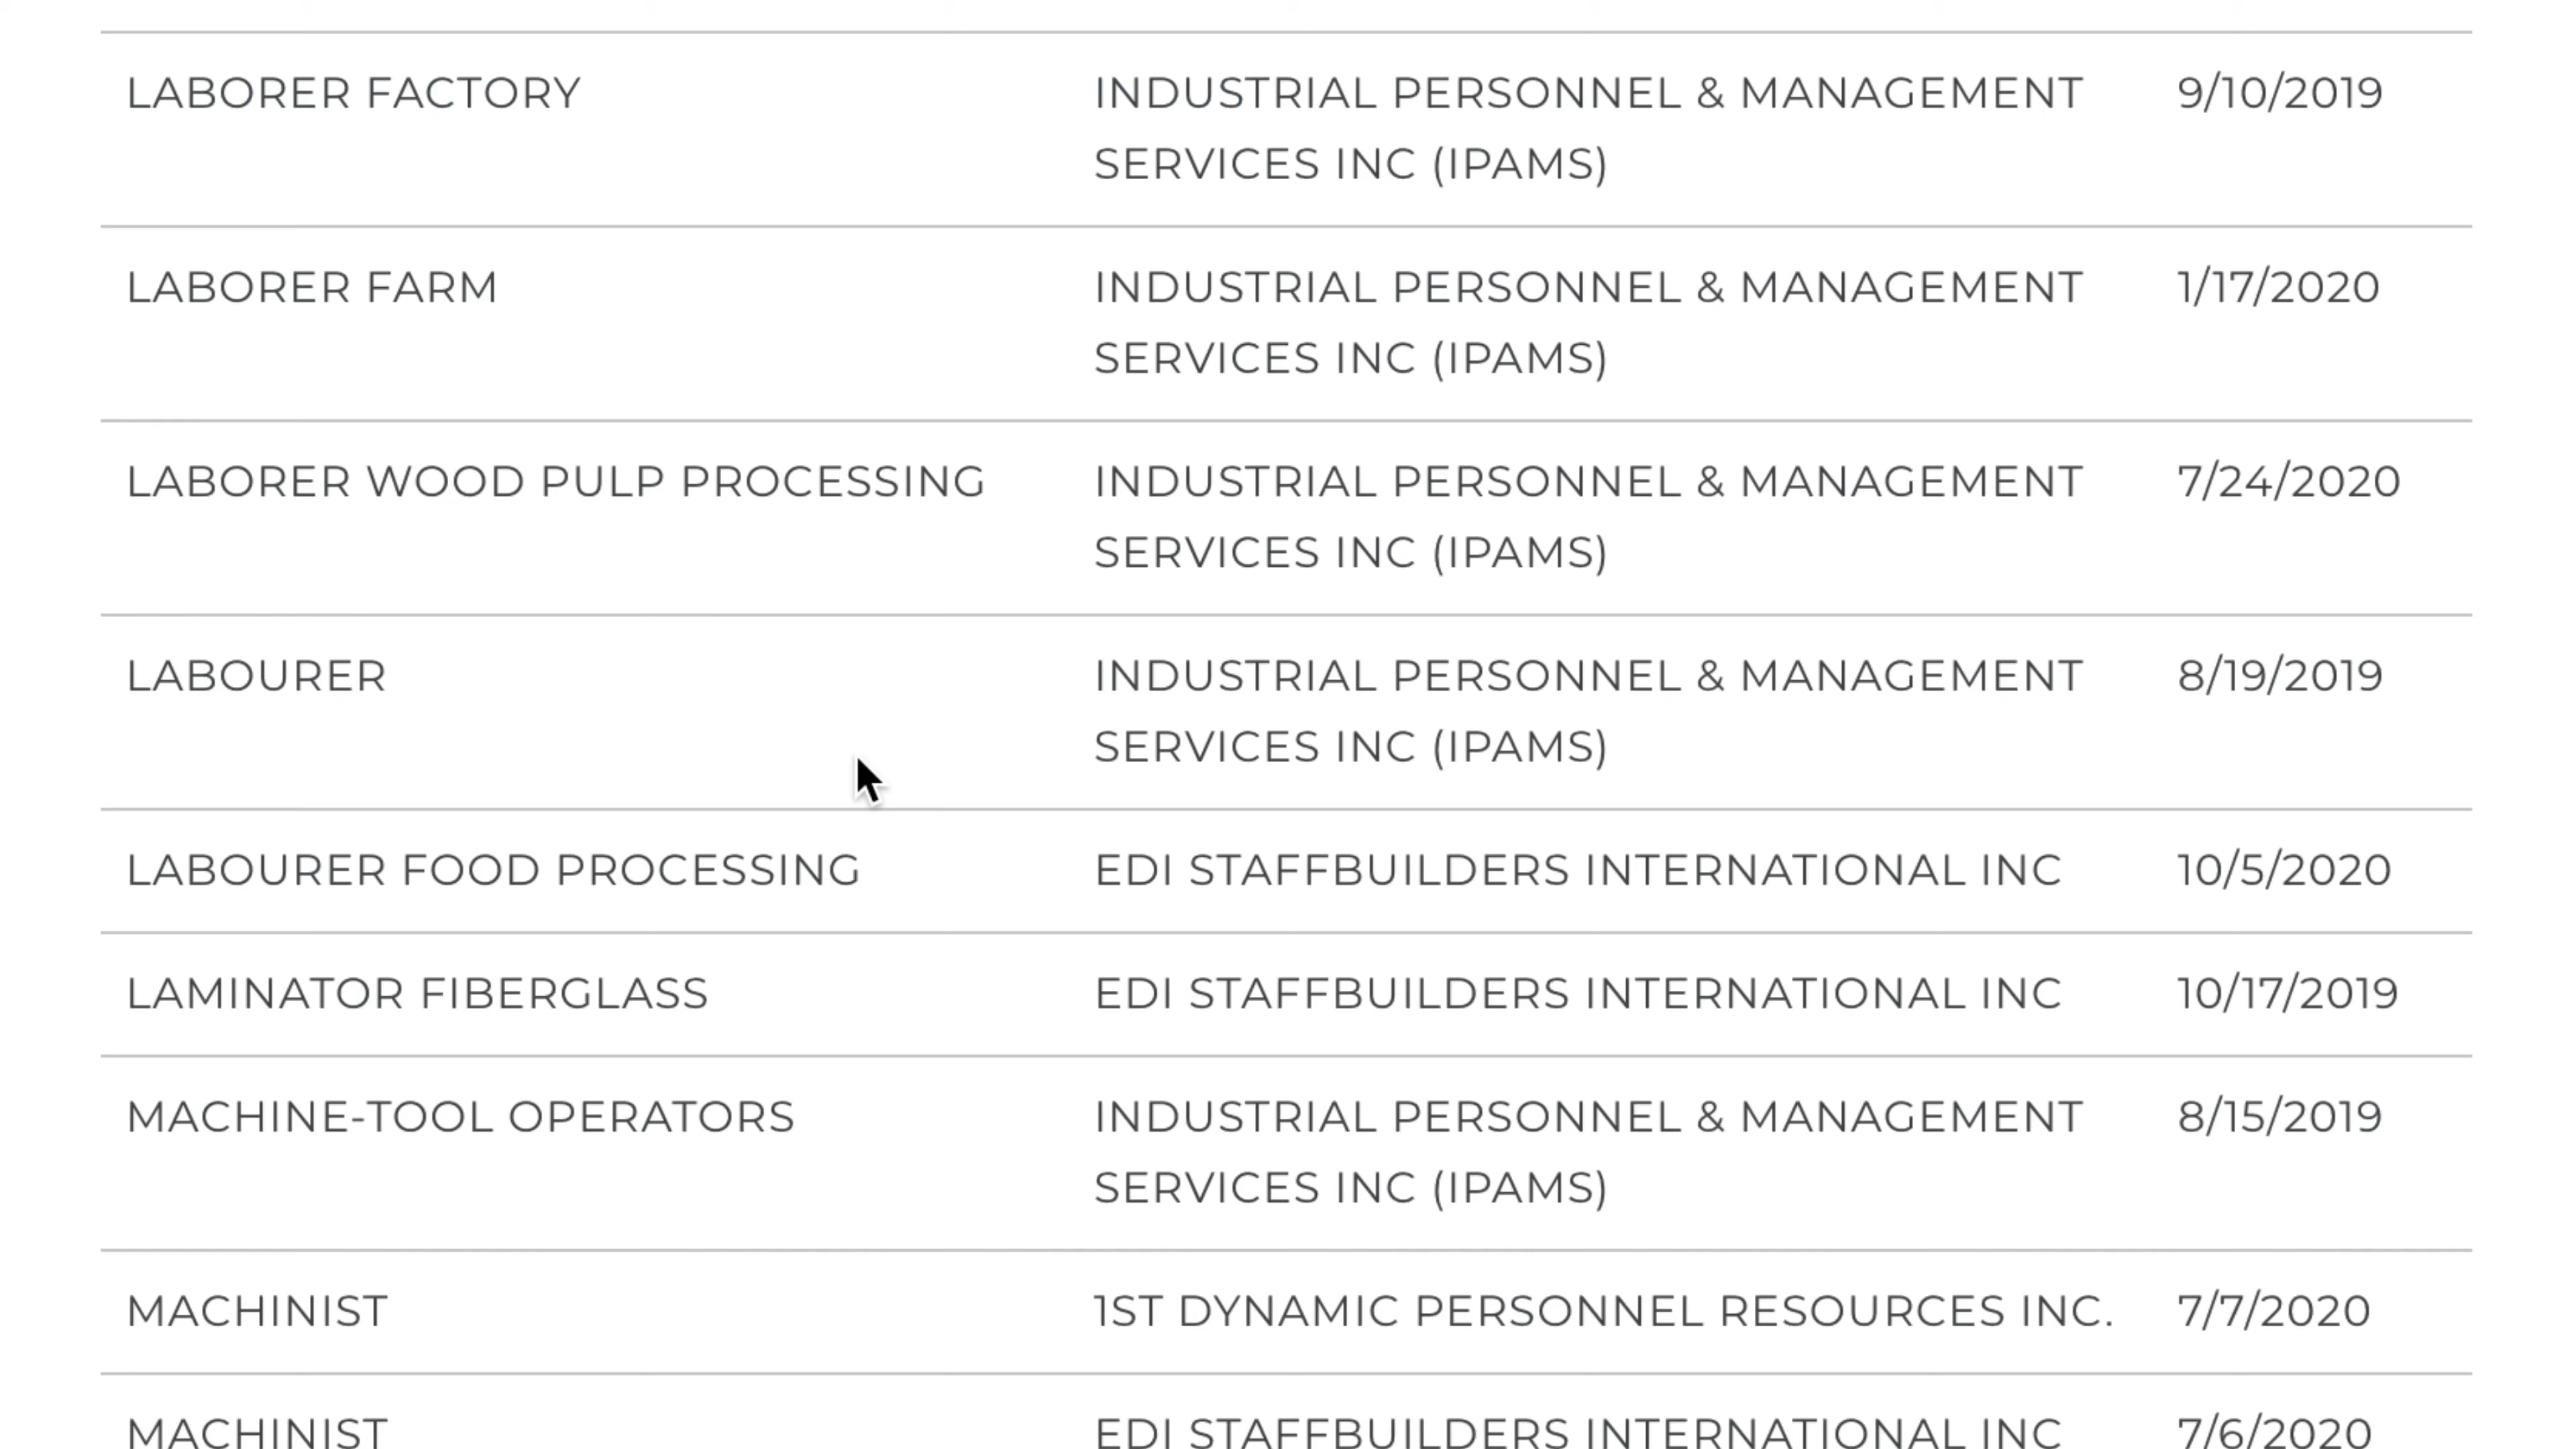 LABORER FACTORY INDUSTRIAL PERSONNEL & MANAGEMENT 9/10/2019
SERVICES INC (IPAMS)
LABORER FARM INDUSTRIAL PERSONNEL & MANAGEMENT 1/17/2020
SERVICES INC (IPAMS)
LABORER WOOD PULP PROCESSING INDUSTRIAL PERSONNEL & MANAGEMENT 7/24/2020
SERVICES INC (IPAMS)
LABOURER INDUSTRIAL PERSONNEL & MANAGEMENT 8/19/2019
SERVICES INC (IPAMS)
LABOURER FOOD PROCESSING EDI STAFFBUILDERS INTERNATIONAL INC 10/5/2020
LAMINATOR FIBERGLASS EDI STAFFBUILDERS INTERNATIONAL INC 10/17/2019
MACHINE-TOOL OPERATORS INDUSTRIAL PERSONNEL & MANAGEMENT 8/15/2019
SERVICES INC (IPAMS)
MACHINIST 1ST DYNAMIC PERSONNEL RESOURCES INC. 7/7/2020
MACHINIST EDI STAFFBUILDERS INTERNATIONAL INC 7/6/2020